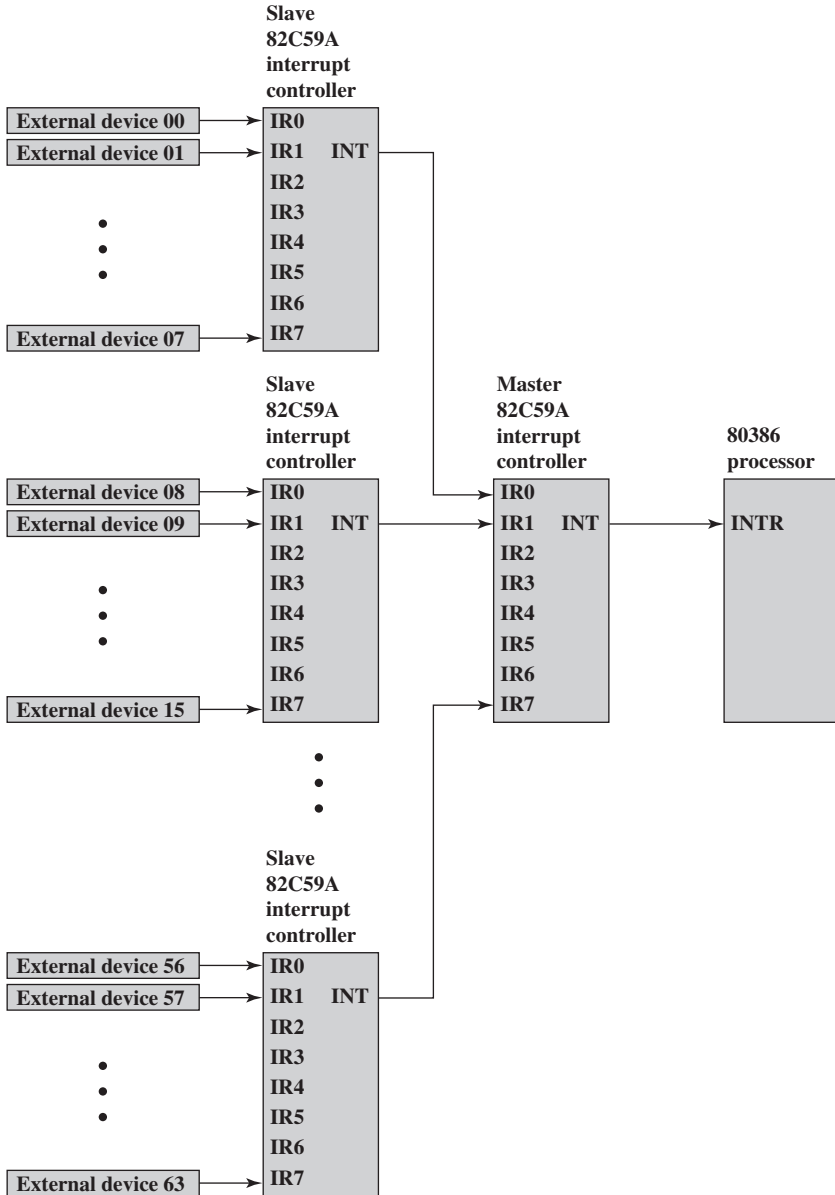 Slave
82C59A
interrupt
controller
External device 00
IR0
External device 01
IR1 INT
IR2
IR3
IR4
IR5
IR6
External device 07
IR7
Slave
82C59A
interrupt
controller
External device 08
IR0
External device 09
IR1 INT
IR2
IR3
IR4
IR5
IR6
External device 15
IR7
Master
82C59A
interrupt
controller
IR0
IR1 INT
IR2
IR3
IR4
IR5
IR6
IR7
80386
processor
INTR
Slave
82C59A
interrupt
controller
External device 56
IR0
External device 57
IR1 INT
IR2
IR3
IR4
IR5
IR6
External device 63
IR7